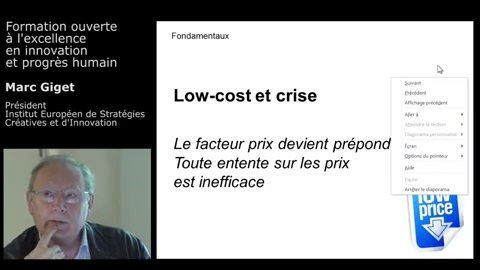 Formation ouverte
à l'excellence
en innovation
et progrès humain
Marc Giget
Président
Institut Européen de Stratégies
Créatives et d'Innovation
Fondamentaux
Low-cost et crise
Le facteur prix devient prépond
Toute entente sur les prix
est inefficace
Suivant
Précédent
Affichage précédent
Aller à
Atteindre la section
Diaporama personnalisé
Écran
Options du pointeur
Aide
Pause
Arrêter le diaporama
low
price